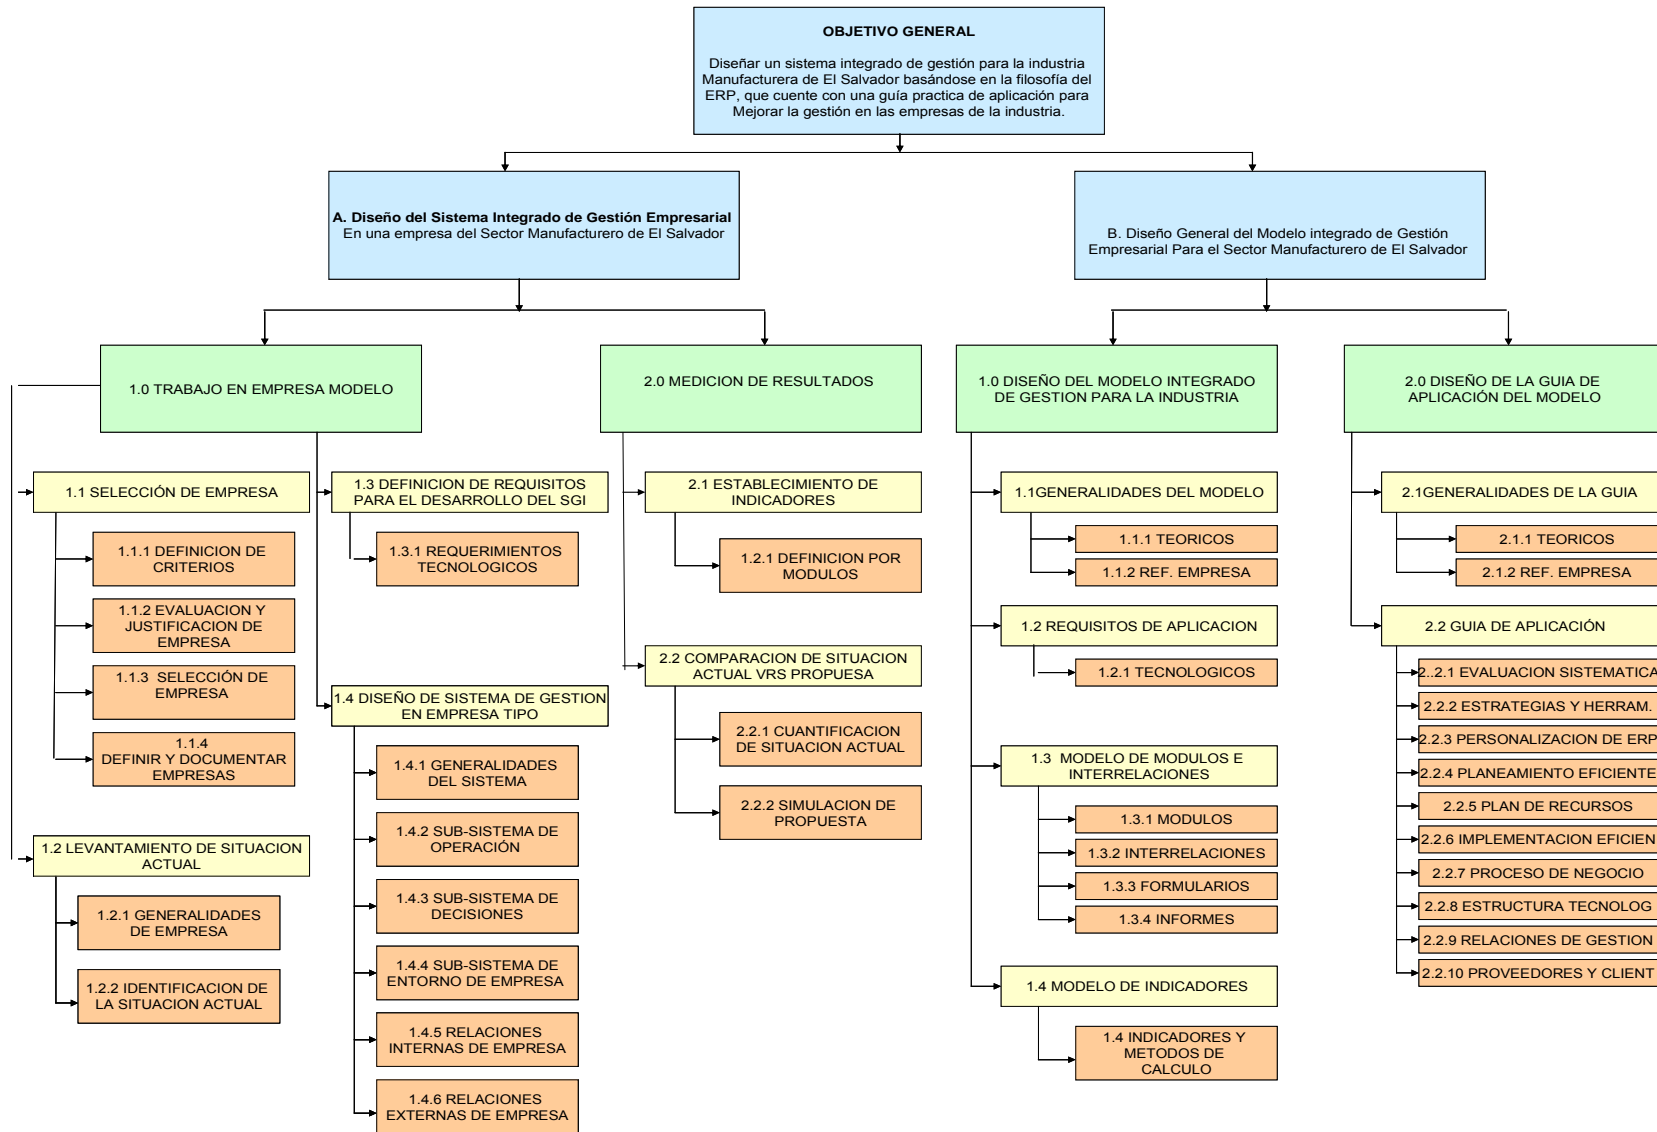 OBJETIVO GENERAL
Diseñar un sistema integrado de gestión para la industria
Manufacturera de El Salvador basándose en la filosofía del
ERP, que cuente con una guía practica de aplicación para
Mejorar la gestión en las empresas de la industria.
A. Diseño del Sistema Integrado de Gestión Empresarial
En una empresa del Sector Manufacturero de El Salvador
B. Diseño General del Modelo integrado de Gestión
Empresarial Para el Sector Manufacturero de El Salvador
1.0 TRABAJO EN EMPRESA MODELO
1.1 SELECCIÓN DE EMPRESA
1.1.1 DEFINICION DE
CRITERIOS
1.1.2 EVALUACION Y
JUSTIFICACION DE
EMPRESA
1.1.3 SELECCIÓN DE
EMPRESA
1.1.4
DEFINIR Y DOCUMENTAR
EMPRESAS
1.2 LEVANTAMIENTO DE SITUACION
ACTUAL
1.2.1 GENERALIDADES
DE EMPRESA
1.2.2 IDENTIFICACION DE
LA SITUACION ACTUAL
1.3 DEFINICION DE REQUISITOS
PARA EL DESARROLLO DEL SGI
1.3.1 REQUERIMIENTOS
TECNOLOGICOS
1.4 DISEÑO DE SISTEMA DE GESTION
EN EMPRESA TIPO
1.4.1 GENERALIDADES
DEL SISTEMA
1.4.2 SUB-SISTEMA DE
OPERACIÓN
1.4.3 SUB-SISTEMA DE
DECISIONES
1.4.4 SUB-SISTEMA DE
ENTORNO DE EMPRESA
1.4.5 RELACIONES
INTERNAS DE EMPRESA
1.4.6 RELACIONES
EXTERNAS DE EMPRESA
2.0 MEDICION DE RESULTADOS
2.1 ESTABLECIMIENTO DE
INDICADORES
1.2.1 DEFINICION POR
MODULOS
2.2 COMPARACION DE SITUACION
ACTUAL VRS PROPUESA
2.2.1 CUANTIFICACION
DE SITUACION ACTUAL
2.2.2 SIMULACION DE
PROPUESTA
1.0 DISEÑO DEL MODELO INTEGRADO
DE GESTION PARA LA INDUSTRIA
1.1GENERALIDADES DEL MODELO
1.1.1 TEORICOS
1.1.2 REF. EMPRESA
1.2 REQUISITOS DE APLICACION
1.2.1 TECNOLOGICOS
1.3 MODELO DE MODULOS E
INTERRELACIONES
1.3.1 MODULOS
1.3.2 INTERRELACIONES
1.3.3 FORMULARIOS
1.3.4 INFORMES
1.4 MODELO DE INDICADORES
1.4 INDICADORES Y
METODOS DE
CALCULO
2.0 DISEÑO DE LA GUIA DE
APLICACIÓN DEL MODELO
2.1GENERALIDADES DE LA GUIA
2.1.1 TEORICOS
2.1.2 REF. EMPRESA
2.2 GUIA DE APLICACIÓN
2..2.1 EVALUACION SISTEMATICA
2.2.2 ESTRATEGIAS Y HERRAM.
2.2.3 PERSONALIZACION DE ERP
2.2.4 PLANEAMIENTO EFICIENTE
2.2.5 PLAN DE RECURSOS
2.2.6 IMPLEMENTACION EFICIEN
2.2.7 PROCESO DE NEGOCIO
2.2.8 ESTRUCTURA TECNOLOG
2.2.9 RELACIONES DE GESTION
2.2.10 PROVEEDORES Y CLIENT